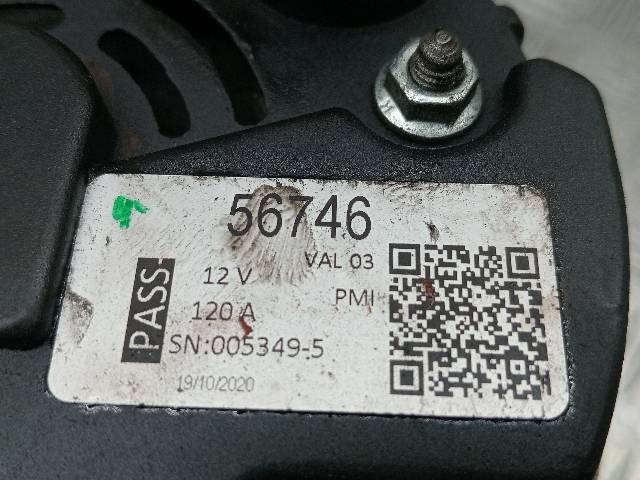 56746
VAL 03
12 V
PMI
120 A
PASS
SN:005349-5
19/10/2020